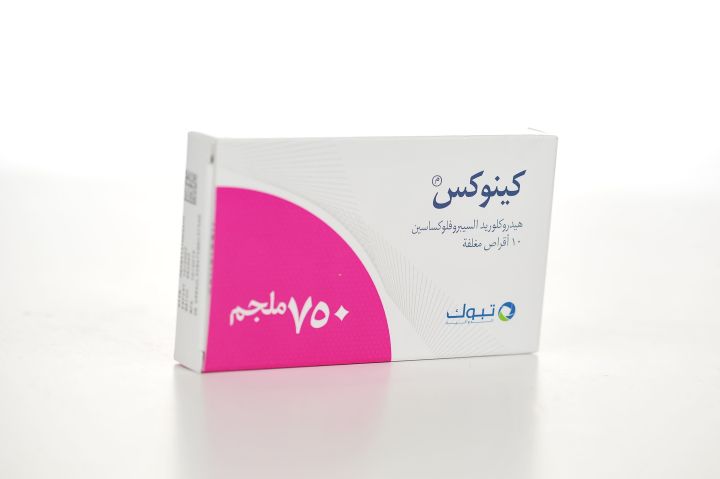 كينوكس
هيدروكلوريد السيبروفلوكساسين
١٠ أقراص مغلفة
٧٥٠ ملجم
تبوك